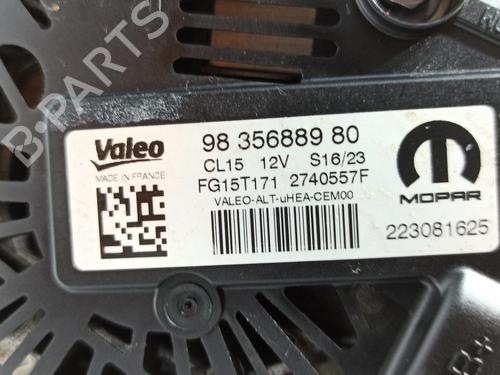 B-PARTS
Valeo
MADE IN FRANCE
98 356889 80
CL15 12V S16/23
FG15T171 2740557F
VALEO-ALT-uHEA-CEM00
MOPAR
223081625
B+